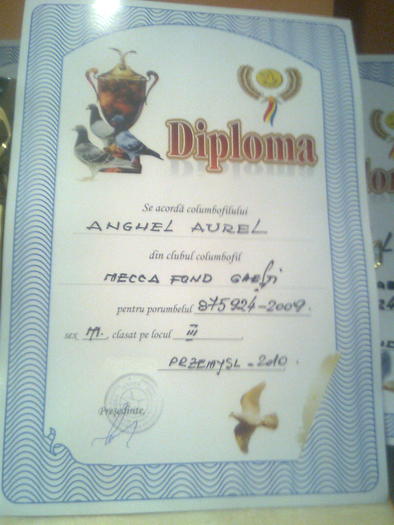 Diploma
Se acordă columbofilului
ANGHEL AUREL
din clubul columbofil
MECCA FOND GAEȘTI
pentru porumbelul 875924-2009.
sex M., clasat pe locul III
PRZEMYSL - 2010.
Președinte,